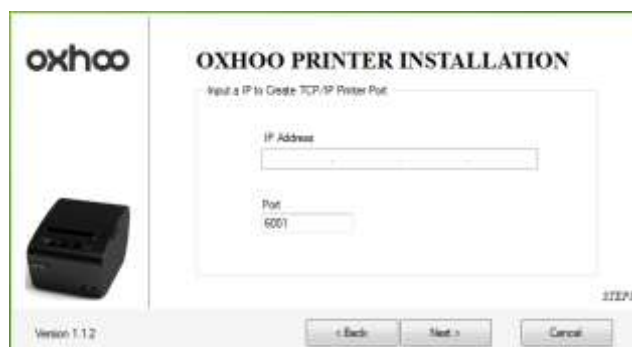 oxhoo
OXHOO PRINTER INSTALLATION
Input a IP to Create TCP/IP Printer Port
IP Address
Port
6001
Version 1.1.2
< Back
Next >
Cancel